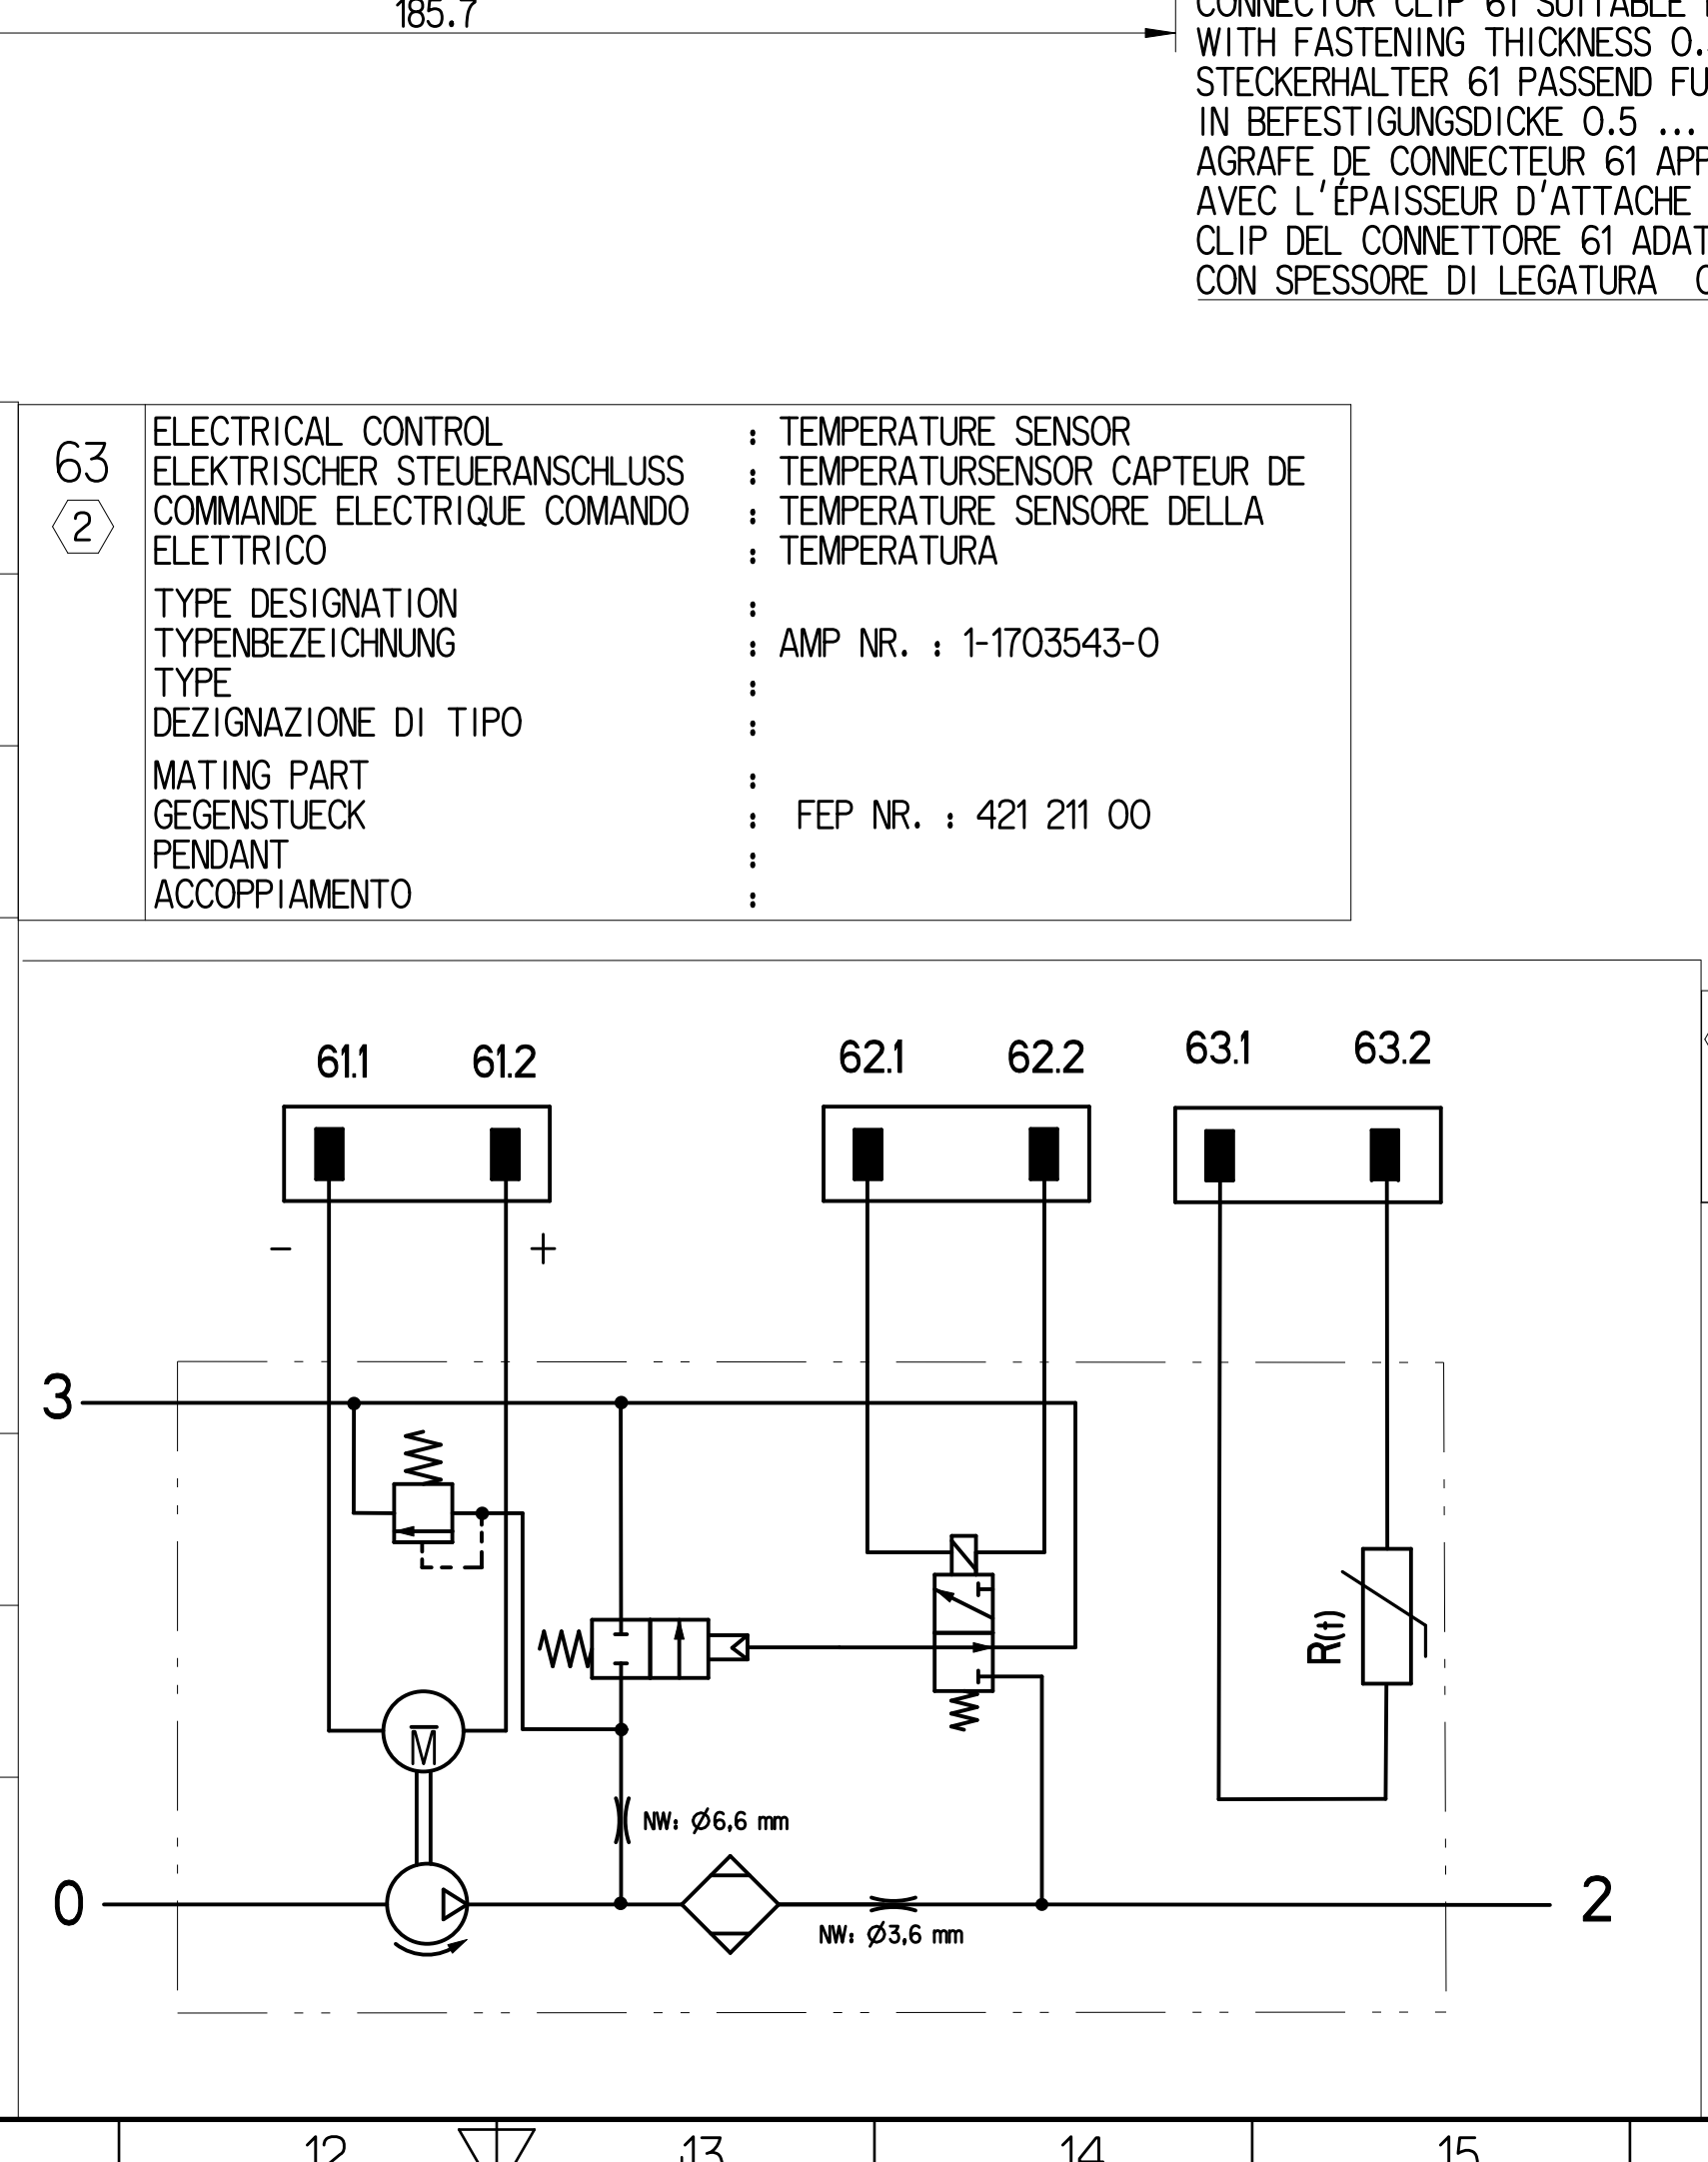 185.7
CONNECTOR CLIP 61 SUITABLE
WITH FASTENING THICKNESS 0.
STECKERHALTER 61 PASSEND
IN BEFESTIGUNGSDICKE 0.5 ...
AGRAFE DE CONNECTEUR 61
AVEC L'ÉPAISSEUR D'ATTACHE
CLIP DEL CONNETTORE 61
CON SPESSORE DI LEGATURA
63
2
ELECTRICAL CONTROL : TEMPERATURE SENSOR
ELEKTRISCHER STEUERANSCHLUSS : TEMPERATURSENSOR CAPTEUR DE
COMMANDE ELECTRIQUE COMANDO : TEMPERATURE SENSORE DELLA
ELETTRICO : TEMPERATURA
TYPE DESIGNATION :
TYPENBEZEICHNUNG : AMP NR. : 1-1703543-0
TYPE :
DEZIGNAZIONE DI TIPO :
MATING PART :
GEGENSTUECK : FEP NR. : 421 211 00
PENDANT :
ACCOPPIAMENTO :
61.1 61.2 62.1 62.2 63.1 63.2
- +
3
R(t)
M
NW: Ø6,6 mm
0 2
NW: Ø3,6 mm
12 13 14 15